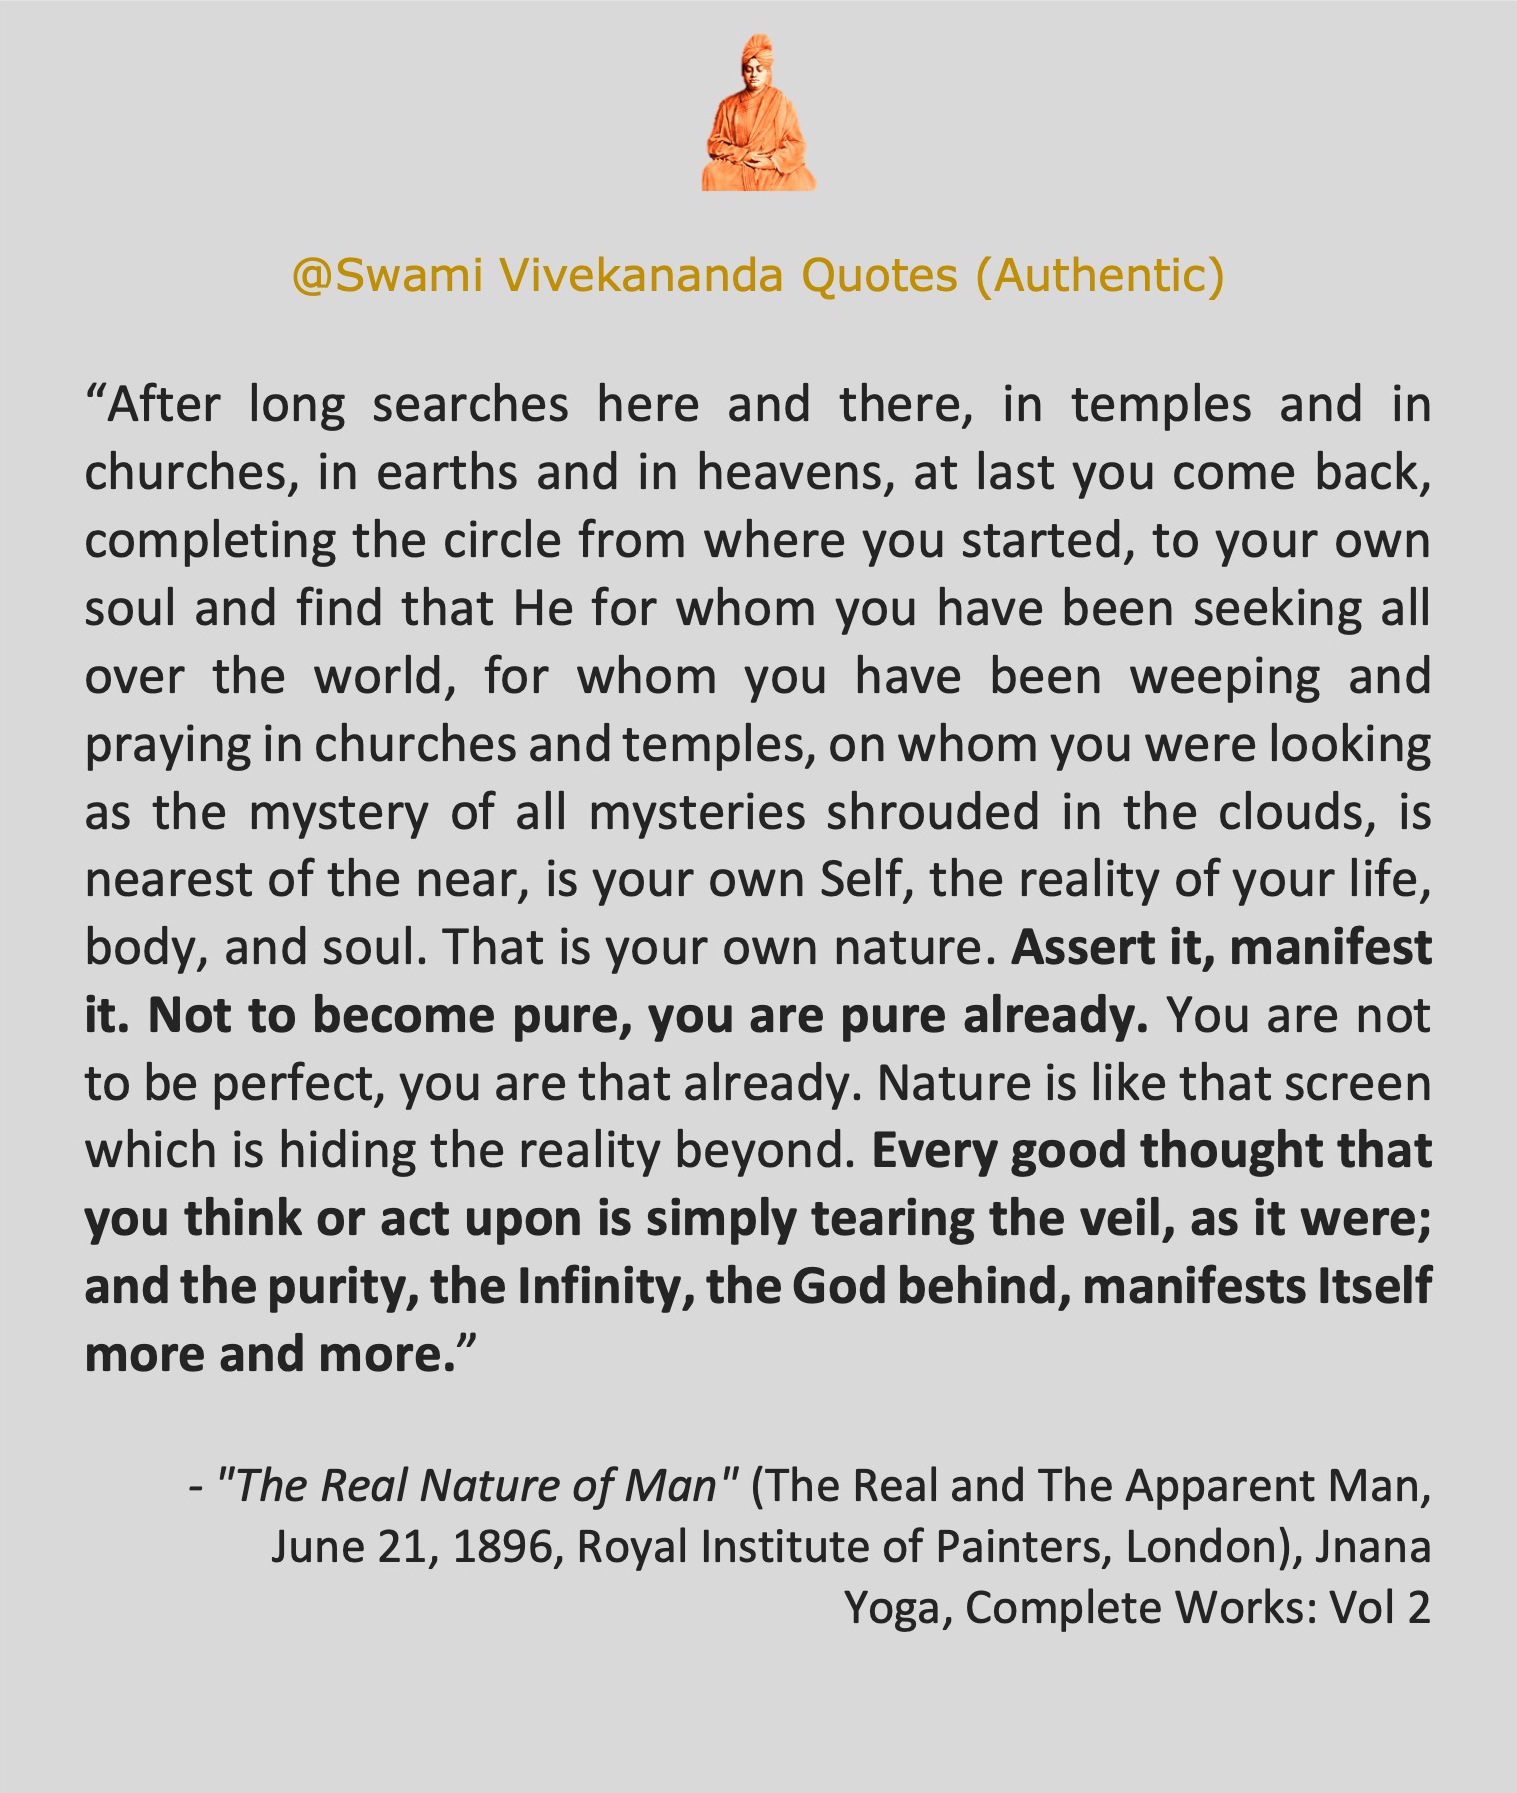 @Swami Vivekananda Quotes (Authentic)
“After long searches here and there, in temples and in
churches, in earths and in heavens, at last you come back,
completing the circle from where you started, to your own
soul and find that He for whom you have been seeking all
over the world, for whom you have been weeping and
praying in churches and temples, on whom you were looking
as the mystery of all mysteries shrouded in the clouds, is
nearest of the near, is your own Self, the reality of your life,
body, and soul. That is your own nature. Assert it, manifest
it. Not to become pure, you are pure already. You are not
to be perfect, you are that already. Nature is like that screen
which is hiding the reality beyond. Every good thought that
you think or act upon is simply tearing the veil, as it were;
and the purity, the Infinity, the God behind, manifests Itself
more and more.”
- "The Real Nature of Man" (The Real and The Apparent Man,
June 21, 1896, Royal Institute of Painters, London), Jnana
Yoga, Complete Works: Vol 2